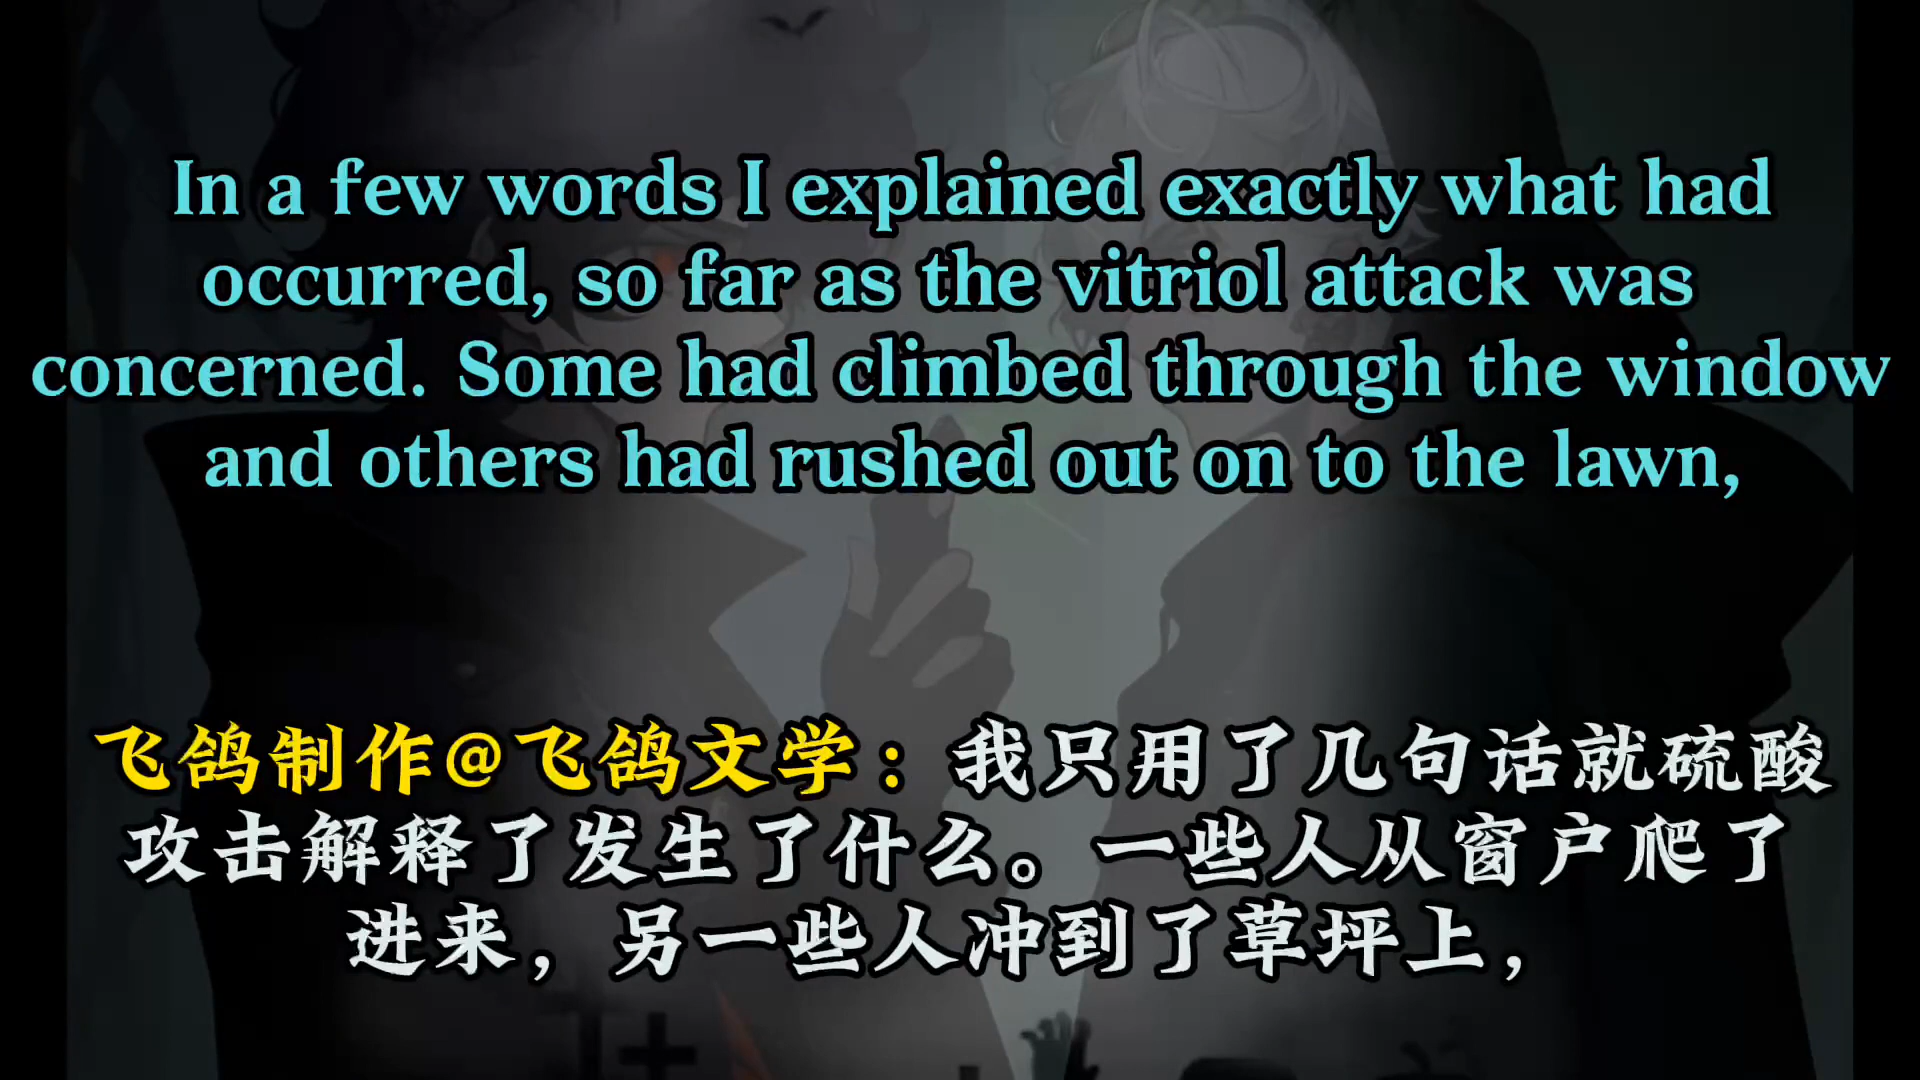 In a few words I explained exactly what had
occurred, so far as the vitriol attack was
concerned. Some had climbed through the window
and others had rushed out on to the lawn,
飞鸽制作@飞鸽文学：我只用了几句话就硫酸
攻击解释了发生了什么。一些人从窗户爬了
进来，另一些人冲到了草坪上，